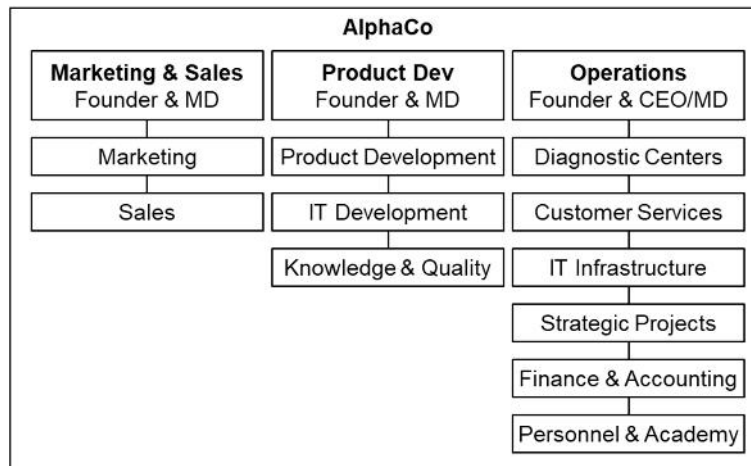 AlphaCo
Marketing & Sales
Founder & MD
Marketing
Sales
Product Dev
Founder & MD
Product Development
IT Development
Knowledge & Quality
Operations
Founder & CEO/MD
Diagnostic Centers
Customer Services
IT Infrastructure
Strategic Projects
Finance & Accounting
Personnel & Academy